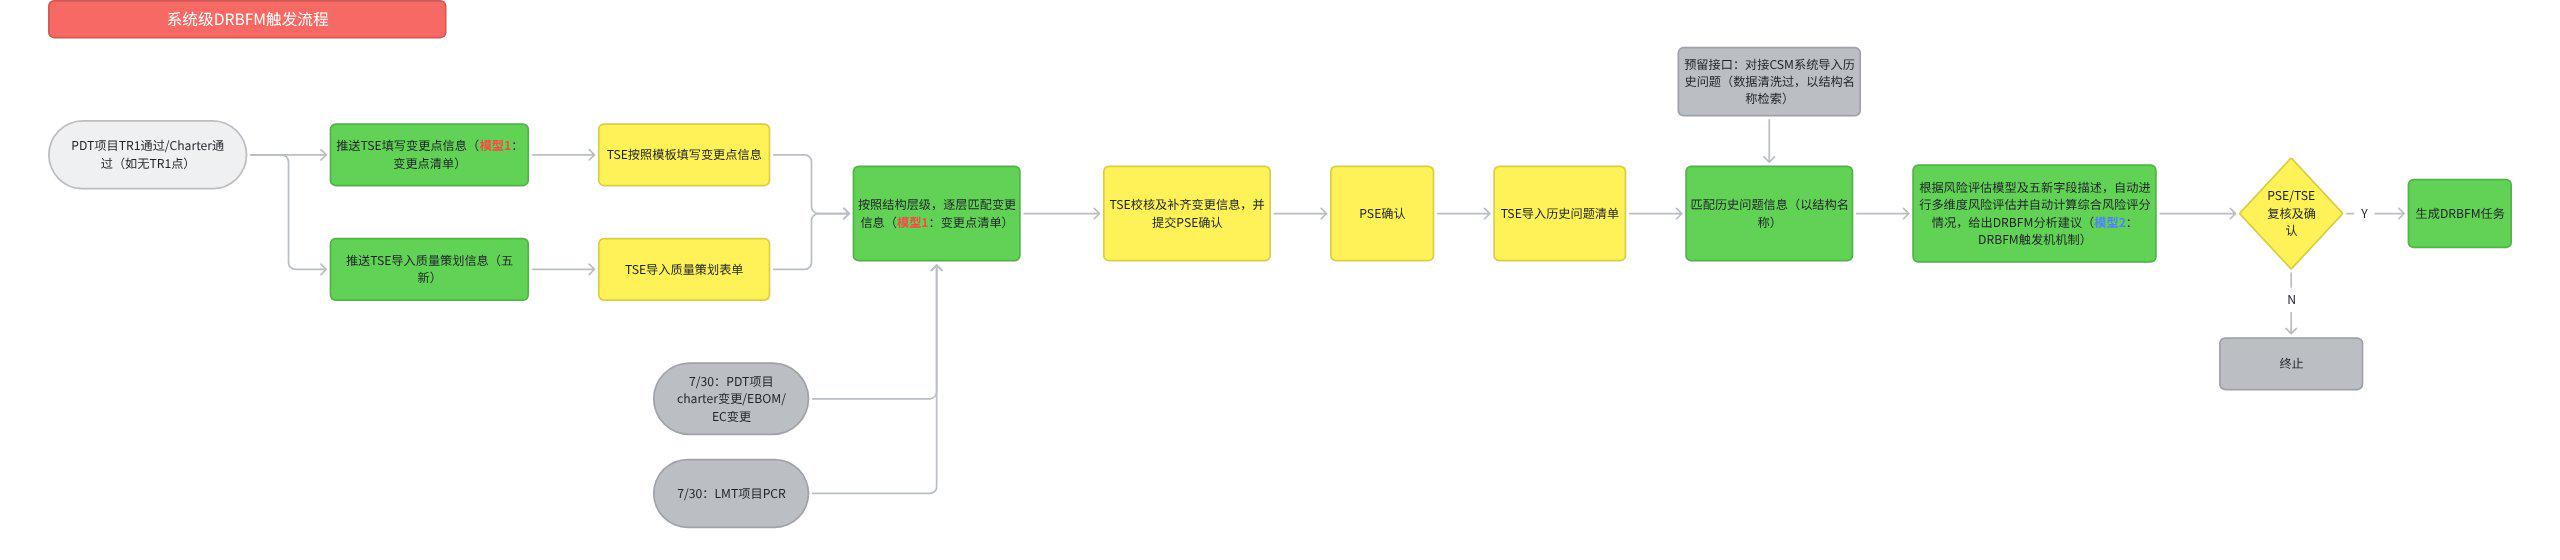 系统级DRBFM触发流程
PDT项目TR1通过/Charter通
过（如无TR1点）
推送TSE填写变更点信息（模型1：
变更点清单）
TSE按照模板填写变更点信息
推送TSE导入质量策划信息（五
新）
TSE导入质量策划表单
按照结构层级，逐层匹配变更
信息（模型1：变更点清单）
7/30：PDT项目
charter变更/EBOM/
EC变更
7/30：LMT项目PCR
TSE校核及补齐变更信息，并
提交PSE确认
PSE确认
TSE导入历史问题清单
预留接口：对接CSM系统导入历
史问题（数据清洗过，以结构名
称检索）
匹配历史问题信息（以结构名
称）
根据风险评估模型及五新字段描述，自动进
行多维度风险评估并自动计算综合风险评分
情况，给出DRBFM分析建议（模型2：
DRBFM触发机机制）
PSE/TSE
复核及确
认
Y
生成DRBFM任务
N
终止